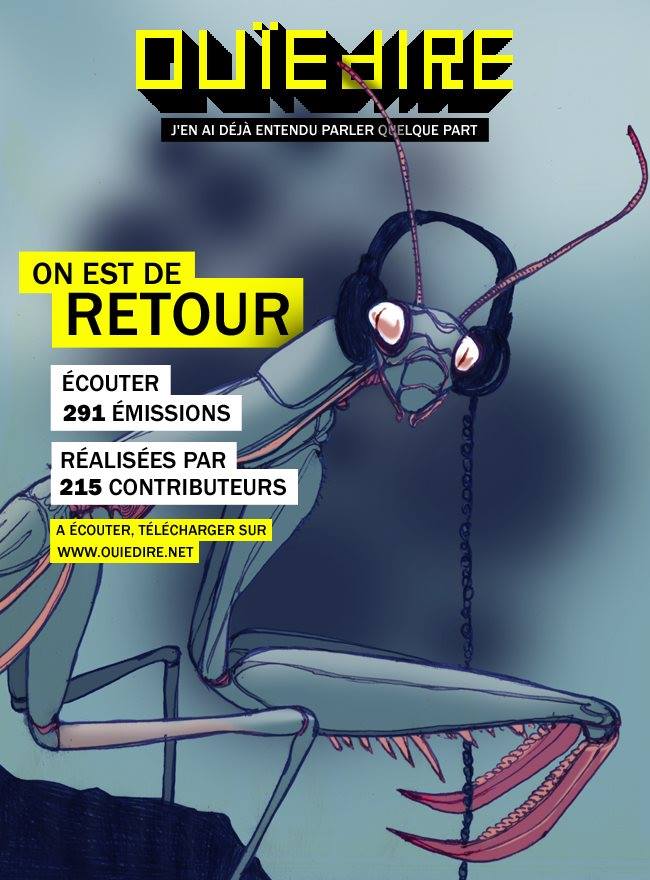 OUÏEDIRE
J'EN AI DÉJÀ ENTENDU PARLER QUELQUE PART
ON EST DE
RETOUR
ÉCOUTER
291 ÉMISSIONS
RÉALISÉES PAR
215 CONTRIBUTEURS
A ÉCOUTER, TÉLÉCHARGER SUR
WWW.OUIEDIRE.NET